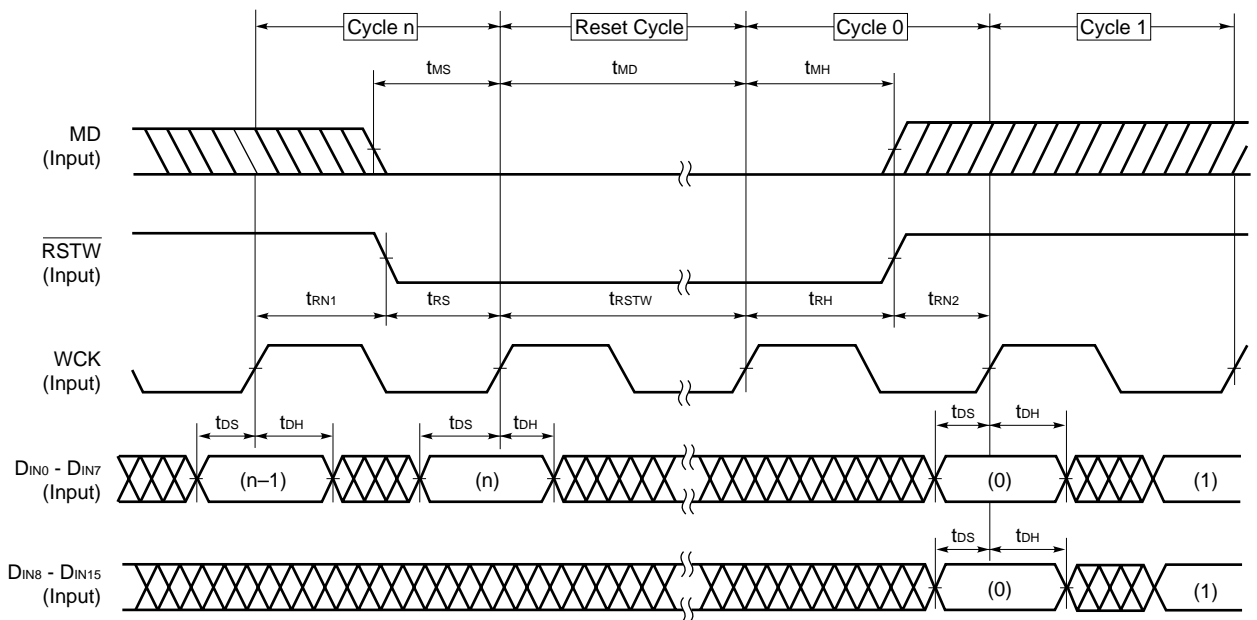 Cycle n Reset Cycle Cycle 0 Cycle 1
tMS tMD tMH
MD
(Input)
RSTW
(Input)
tRN1 tRS tRSTW tRH tRN2
WCK
(Input)
tDS tDH tDS tDH tDS tDH
DIN0 - DIN7
(Input)
(n–1) (n) (0) (1)
tDS tDH
DIN8 - DIN15
(Input)
(0) (1)